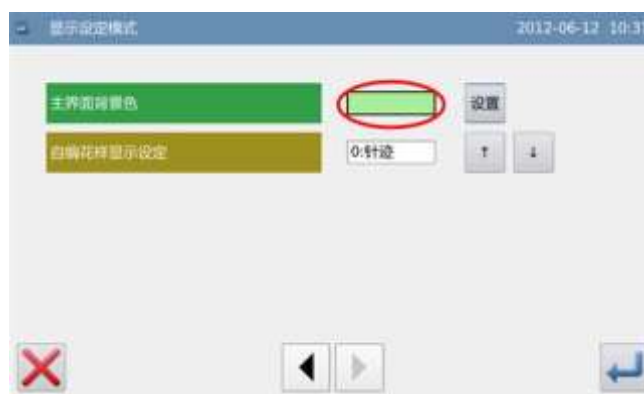 显示设定模式 2012-06-12 10:3
主界面背景色 设置
自编花样显示设定 0:针迹 ↑ ↓